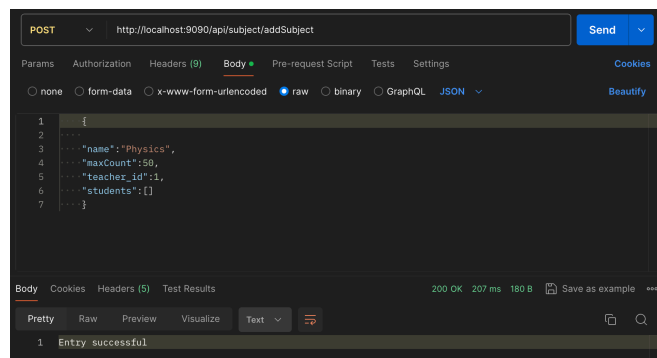 POST http://localhost:9090/api/subject/addSubject Send
Params Authorization Headers (9) Body Pre-request Script Tests Settings Cookies
none form-data x-www-form-urlencoded raw binary GraphQL JSON Beautify
1 {
2
3 "name":"Physics",
4 "maxCount":50,
5 "teacher_id":1,
6 "students":[]
7 }
Body Cookies Headers (5) Test Results 200 OK 207 ms 180 B Save as example
Pretty Raw Preview Visualize Text
1 Entry successful